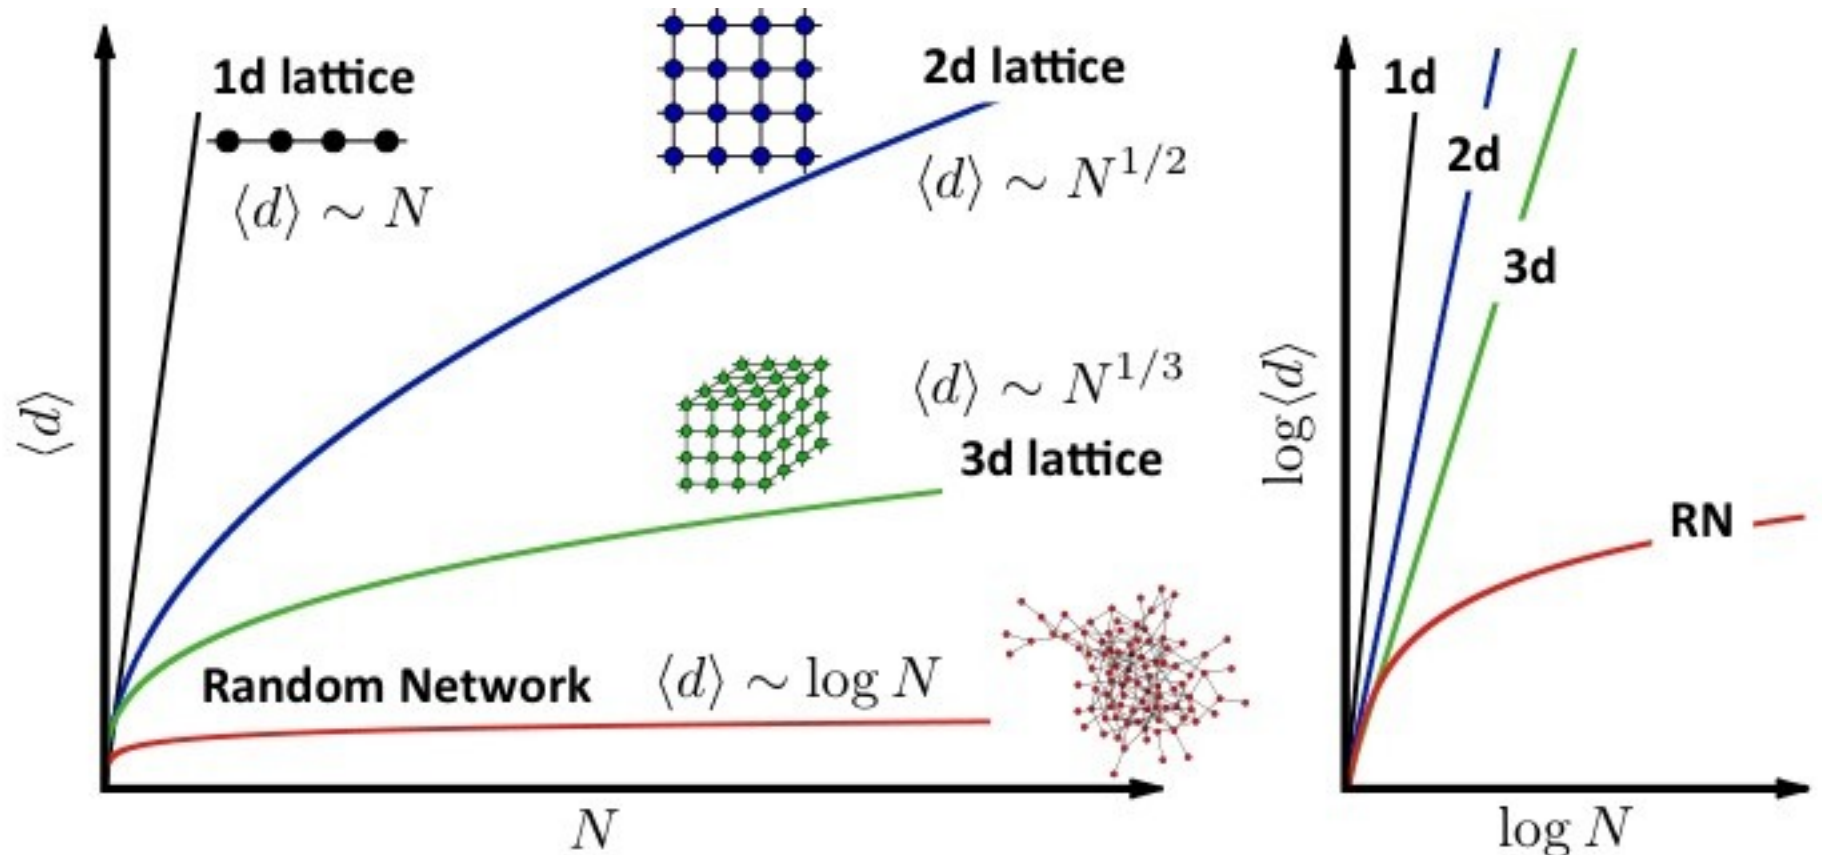 1d lattice
⟨d⟩ ∼ N
2d lattice
⟨d⟩ ∼ N^{1/2}
⟨d⟩ ∼ N^{1/3}
3d lattice
Random Network
⟨d⟩ ∼ log N
⟨d⟩
N
1d
2d
3d
RN
log⟨d⟩
log N